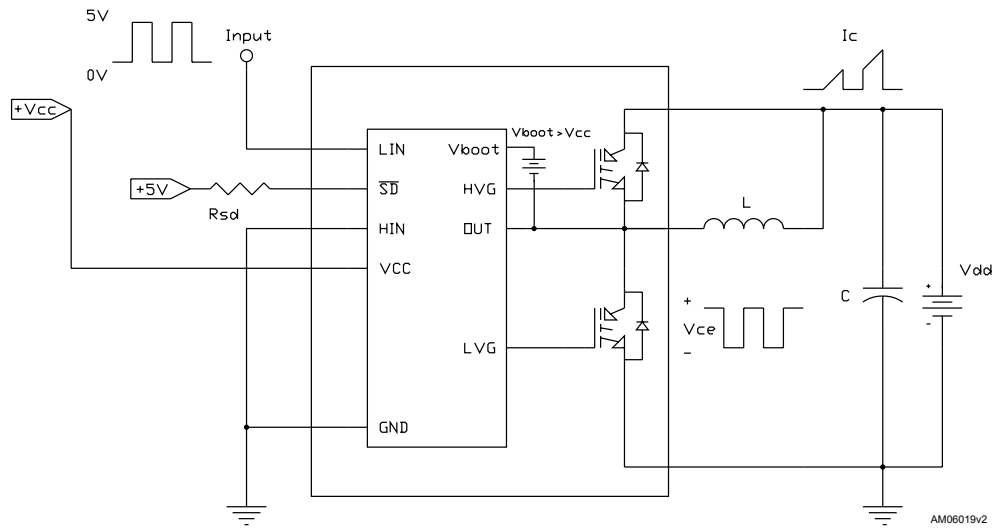 5V
Input
0V
Ic
+Vcc
Vboot>Vcc
LIN
Vboot
+5V
SD
HVG
Rsd
L
HIN
OUT
VCC
Vdd
+
C
+
Vce
-
-
LVG
GND
AM06019v2